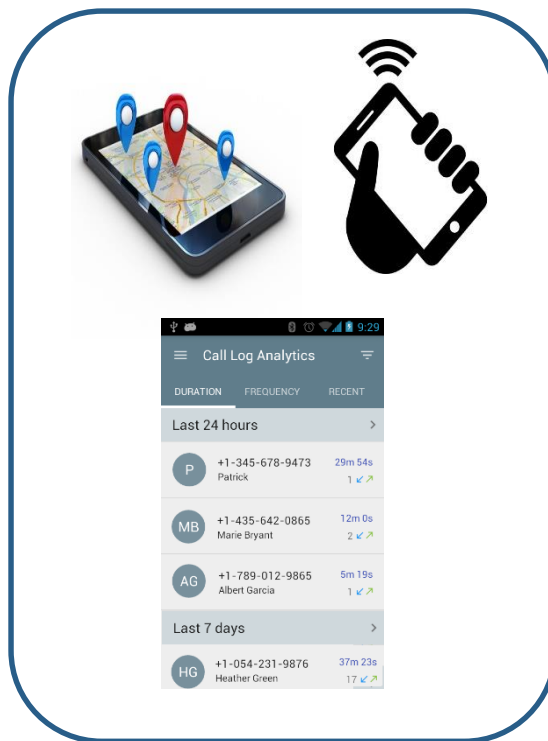 9:29
Call Log Analytics
DURATION FREQUENCY RECENT
Last 24 hours
P +1-345-678-9473 29m 54s
Patrick 1
MB +1-435-642-0865 12m 0s
Marie Bryant 2
AG +1-789-012-9865 5m 19s
Albert Garcia 1
Last 7 days
HG +1-054-231-9876 37m 23s
Heather Green 17